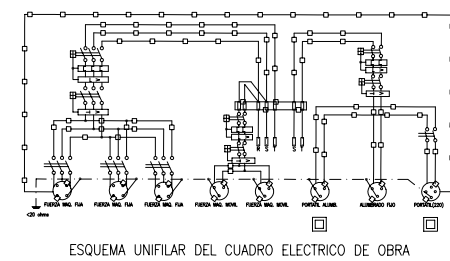 FUERZA MAQ. FIJA FUERZA MAQ. FIJA FUERZA MAQ. FIJA FUERZA MAQ. MOVIL FUERZA MAQ. MOVIL PORTATIL ALUMB. ALUMBRADO FIJO PORTATIL(220)
<20 ohms
ESQUEMA UNIFILAR DEL CUADRO ELECTRICO DE OBRA